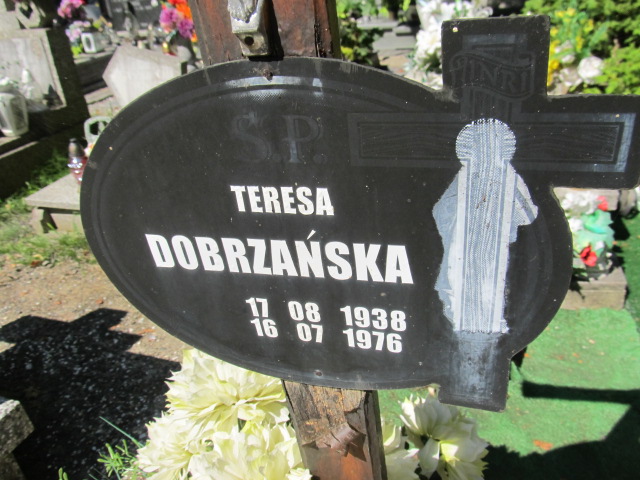 INRI
S.P.
TERESA
DOBRZAŃSKA
17 08 1938
16 07 1976